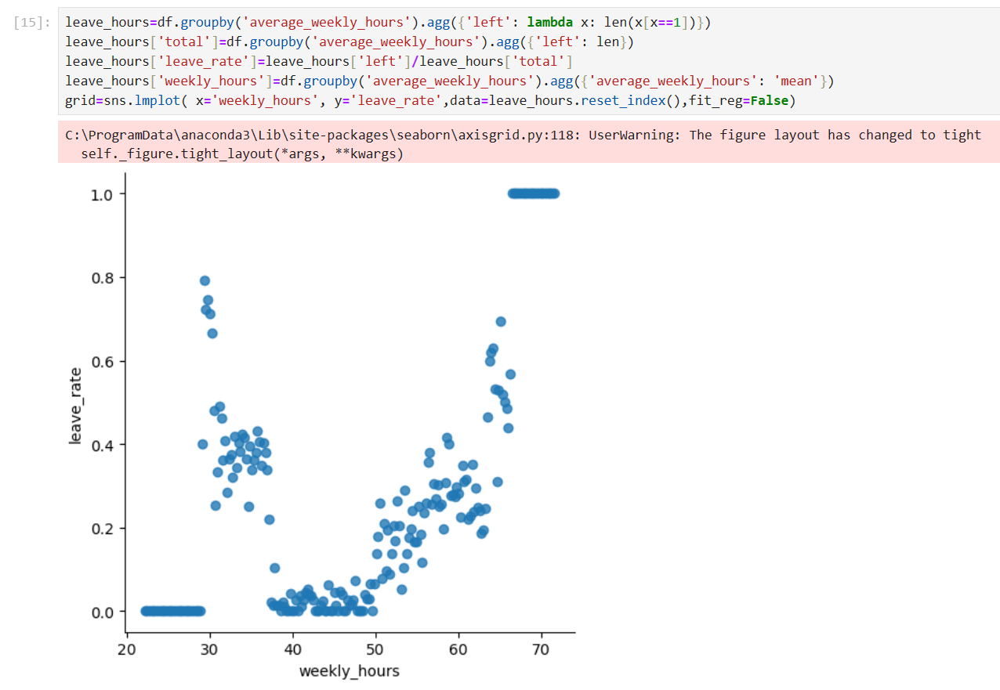 [15]:
leave_hours=df.groupby('average_weekly_hours').agg({'left': lambda x: len(x[x==1])})
leave_hours['total']=df.groupby('average_weekly_hours').agg({'left': len})
leave_hours['leave_rate']=leave_hours['left']/leave_hours['total']
leave_hours['weekly_hours']=df.groupby('average_weekly_hours').agg({'average_weekly_hours': 'mean'})
grid=sns.lmplot( x='weekly_hours', y='leave_rate',data=leave_hours.reset_index(),fit_reg=False)
C:\ProgramData\anaconda3\Lib\site-packages\seaborn\axisgrid.py:118: UserWarning: The figure layout has changed to tight
self._figure.tight_layout(*args, **kwargs)
1.0
0.8
0.6
0.4
0.2
0.0
leave_rate
20 30 40 50 60 70
weekly_hours